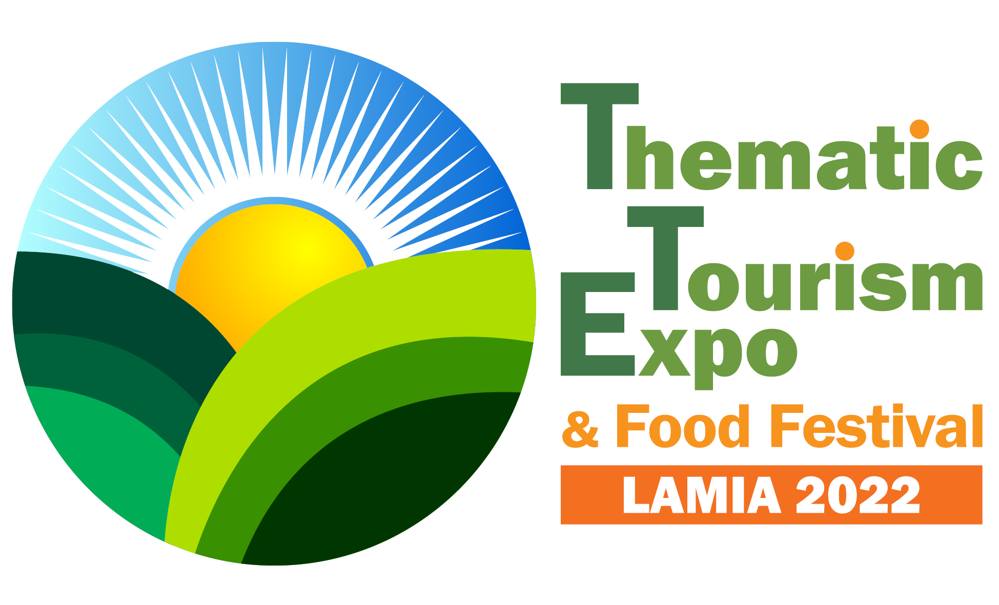 Thematic
Tourism
Expo
& Food Festival
LAMIA 2022